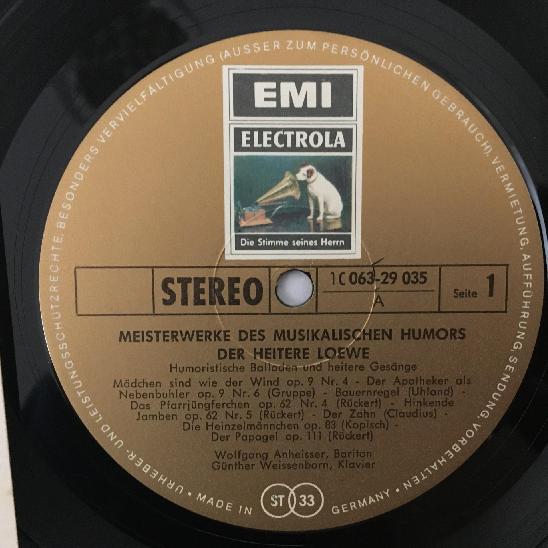 URHEBER- UND LEISTUNGSSCHUTZRECHTE, BESONDERS VERVIELFÄLTIGUNG (AUSSER ZUM PERSÖNLICHEN GEBRAUCH), VERMIETUNG, AUFFÜHRUNG, SENDUNG, VORBEHALTEN •
EMI
ELECTROLA
Die Stimme seines Herrn
STEREO
1C 063-29 035
A
Seite 1
MEISTERWERKE DES MUSIKALISCHEN HUMORS
DER HEITERE LOEWE
Humoristische Balladen und heitere Gesänge
Mädchen sind wie der Wind op. 9 Nr. 4 - Der Apotheker als
Nebenbuhler op. 9 Nr. 6 (Gruppe) - Bauernregel (Uhland) -
Das Pfarrjüngferchen op. 62 Nr. 4 (Rückert) - Hinkende
Jamben op. 62 Nr. 5 (Rückert) - Der Zahn (Claudius) -
Die Heinzelmännchen op. 83 (Kopisch) -
Der Papagei op. 111 (Rückert)
Wolfgang Anheisser, Bariton
Günther Weissenborn, Klavier
• MADE IN GERMANY •
ST 33